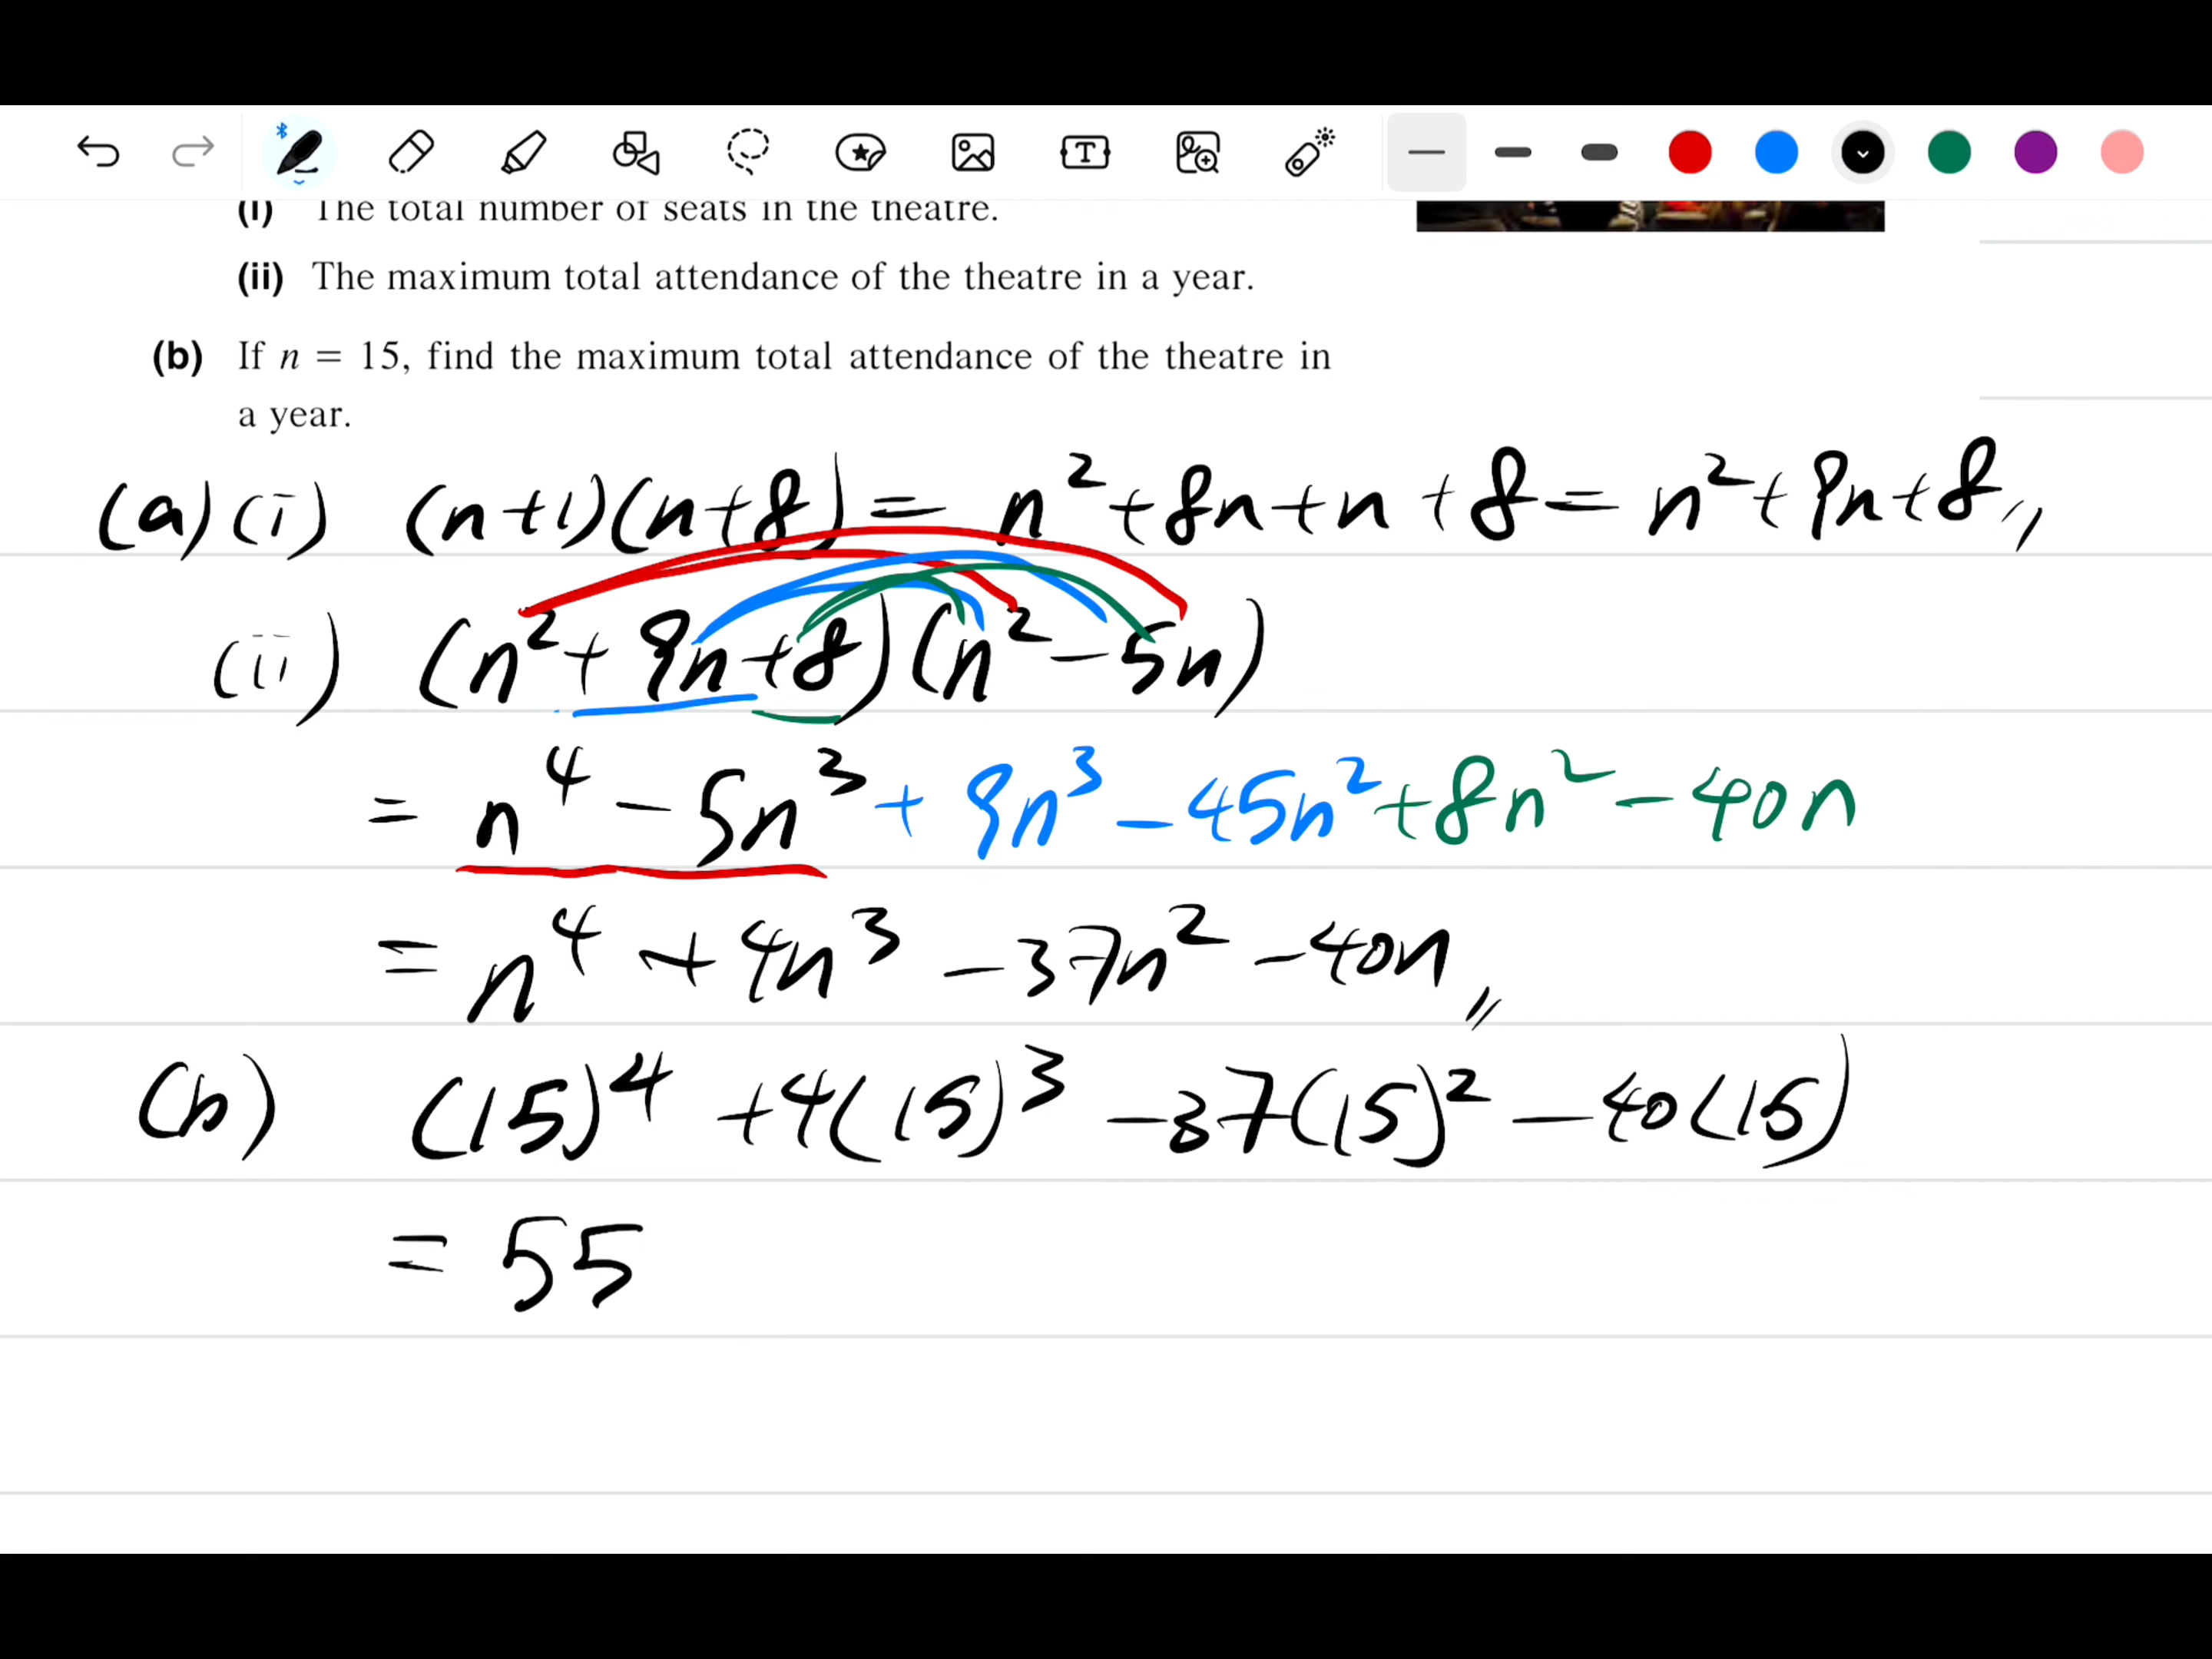 (i) The total number of seats in the theatre.
(ii) The maximum total attendance of the theatre in a year.
(b) If n = 15, find the maximum total attendance of the theatre in
a year.
(a)(i) (n+1)(n+8) = n²+8n+n+8 = n²+9n+8
(ii) (n²+9n+8)(n²-5n)
= n⁴ - 5n³ + 9n³ - 45n² + 8n² - 40n
= n⁴ + 4n³ - 37n² - 40n
(b) (15)⁴ + 4(15)³ - 37(15)² - 40(15)
= 55